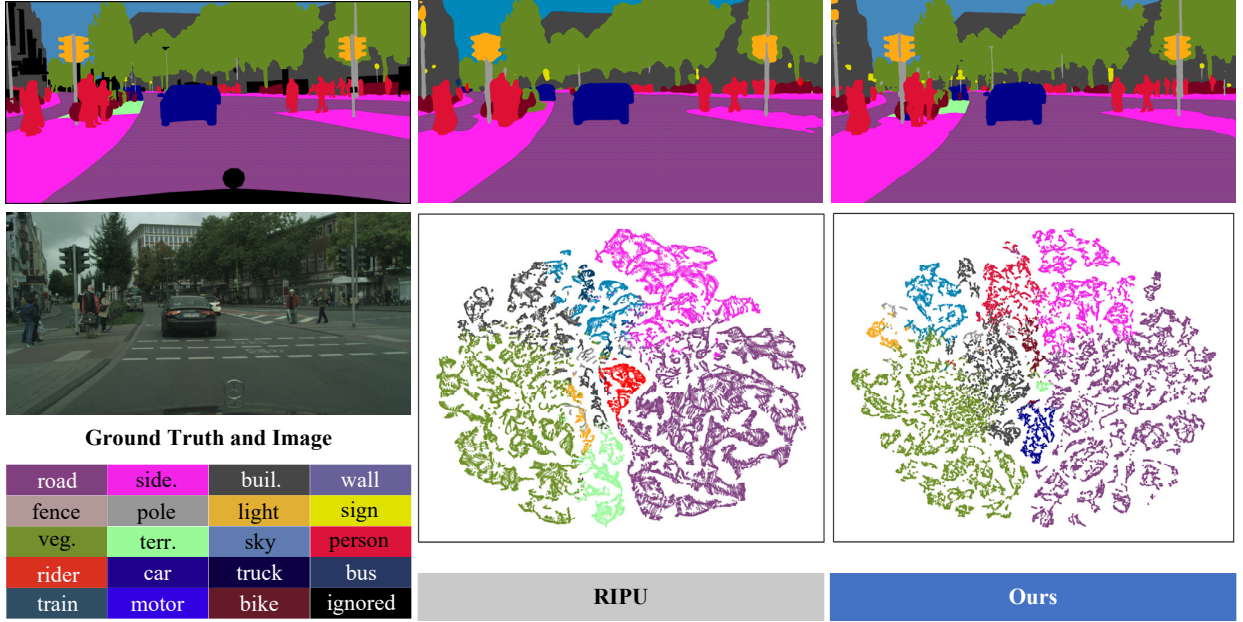 Ground Truth and Image
road side. buil. wall
fence pole light sign
veg. terr. sky person
rider car truck bus
train motor bike ignored
RIPU
Ours